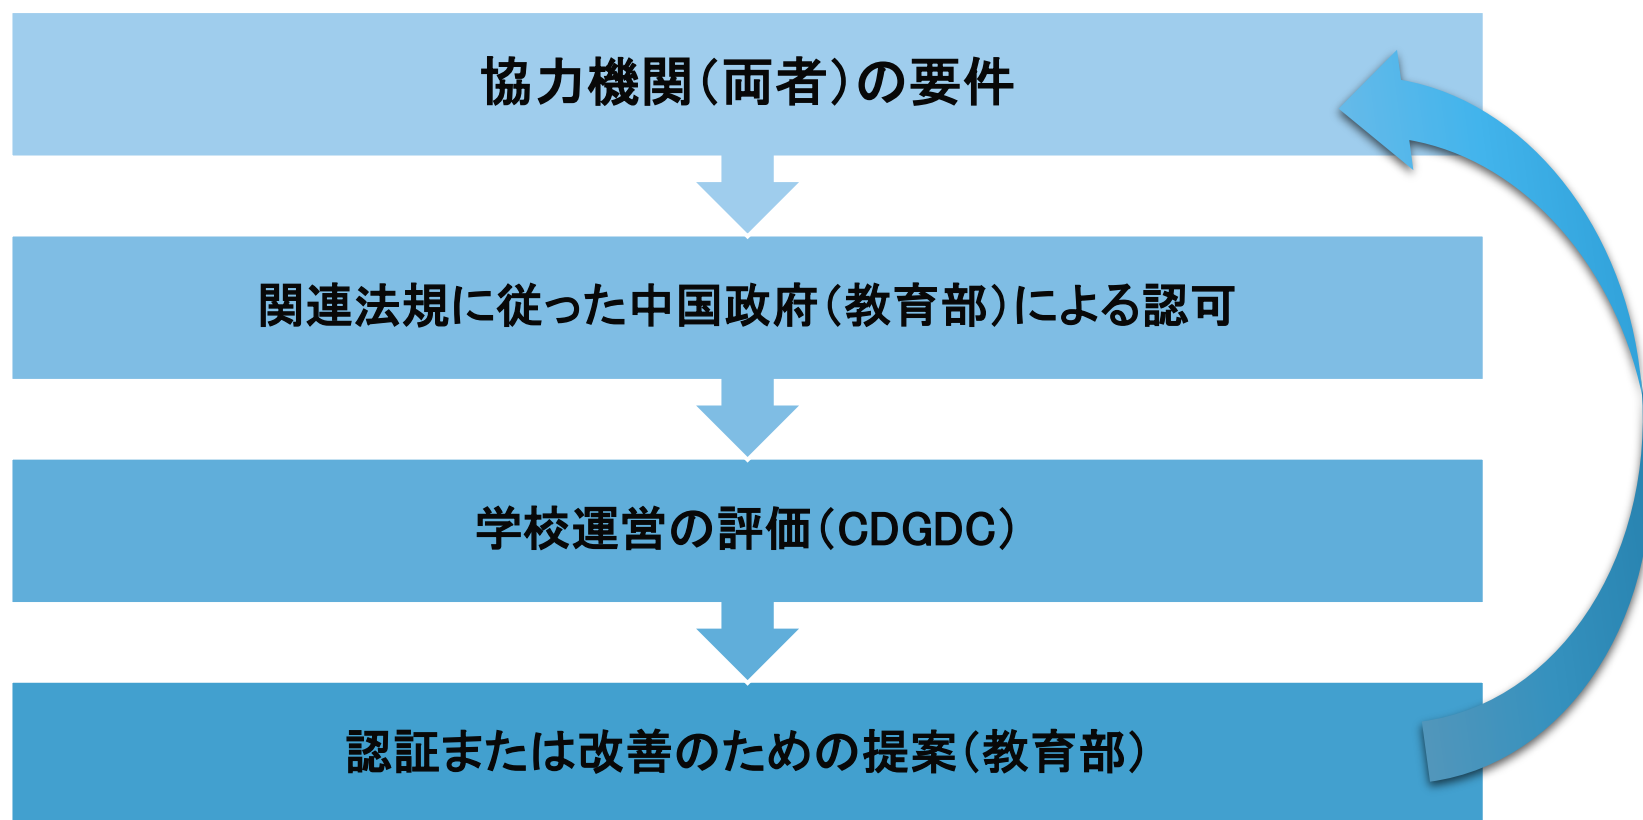 協力機関（両者）の要件
関連法規に従った中国政府（教育部）による認可
学校運営の評価（CDGDC）
認証または改善のための提案（教育部）